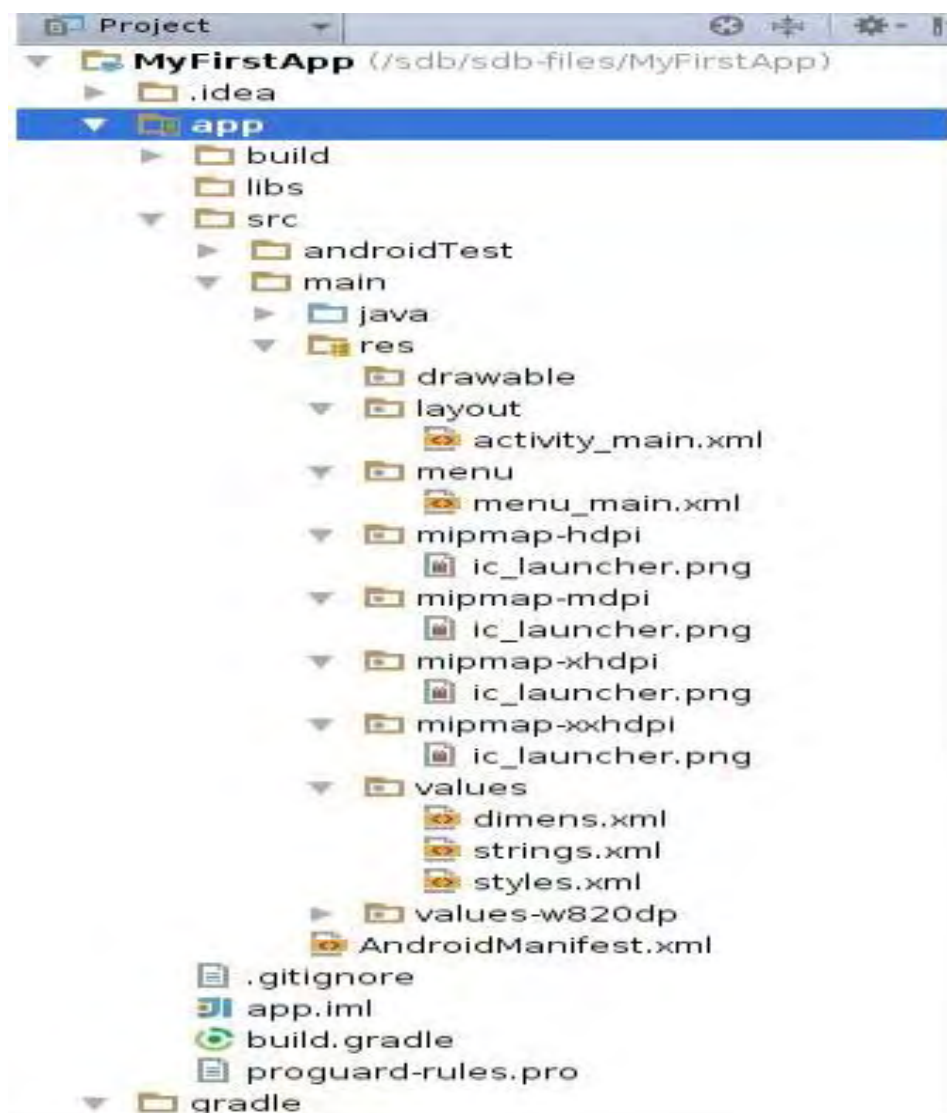 Project
MyFirstApp (/sdb/sdb-files/MyFirstApp)
.idea
app
build
libs
src
androidTest
main
java
res
drawable
layout
activity_main.xml
menu
menu_main.xml
mipmap-hdpi
ic_launcher.png
mipmap-mdpi
ic_launcher.png
mipmap-xhdpi
ic_launcher.png
mipmap-xxhdpi
ic_launcher.png
values
dimens.xml
strings.xml
styles.xml
values-w820dp
AndroidManifest.xml
.gitignore
app.iml
build.gradle
proguard-rules.pro
gradle